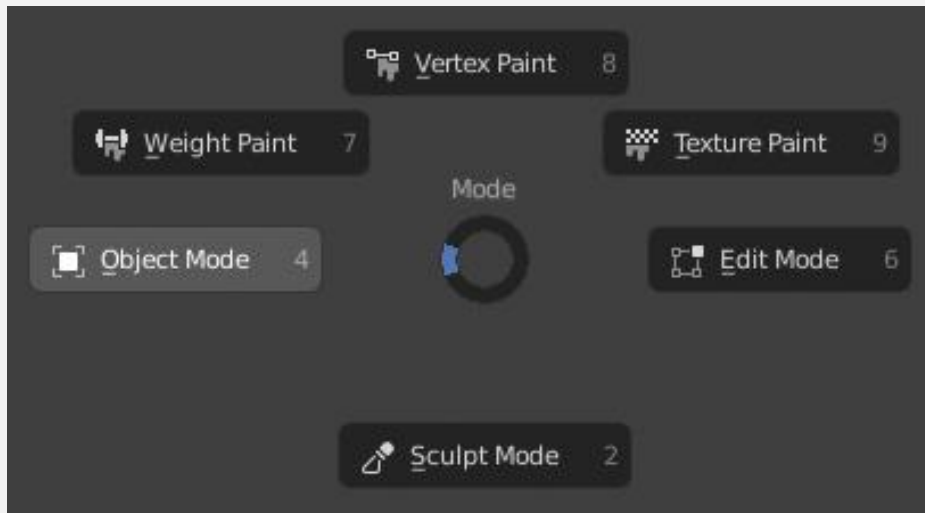 Vertex Paint 8
Weight Paint 7
Texture Paint 9
Mode
Object Mode 4
Edit Mode 6
Sculpt Mode 2